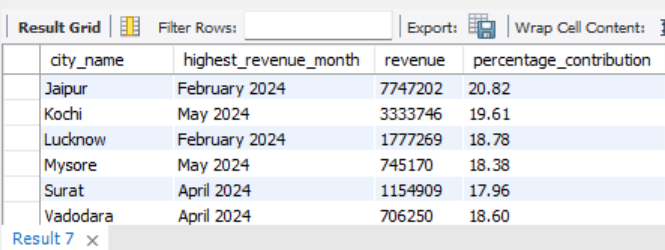 Result Grid Filter Rows: Export: Wrap Cell Content:
city_name highest_revenue_month revenue percentage_contribution
Jaipur February 2024 7747202 20.82
Kochi May 2024 3333746 19.61
Lucknow February 2024 1777269 18.78
Mysore May 2024 745170 18.38
Surat April 2024 1154909 17.96
Vadodara April 2024 706250 18.60
Result 7 ×